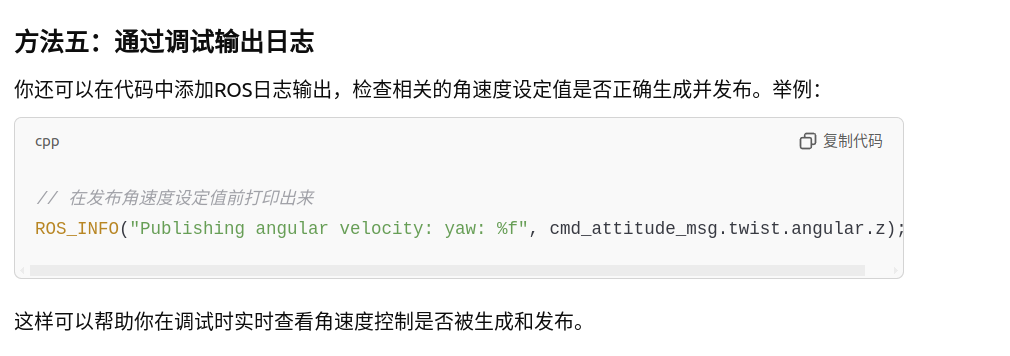 方法五：通过调试输出日志
你还可以在代码中添加ROS日志输出，检查相关的角速度设定值是否正确生成并发布。举例：
cpp 复制代码
// 在发布角速度设定值前打印出来
ROS_INFO("Publishing angular velocity: yaw: %f", cmd_attitude_msg.twist.angular.z);
这样可以帮助你在调试时实时查看角速度控制是否被生成和发布。